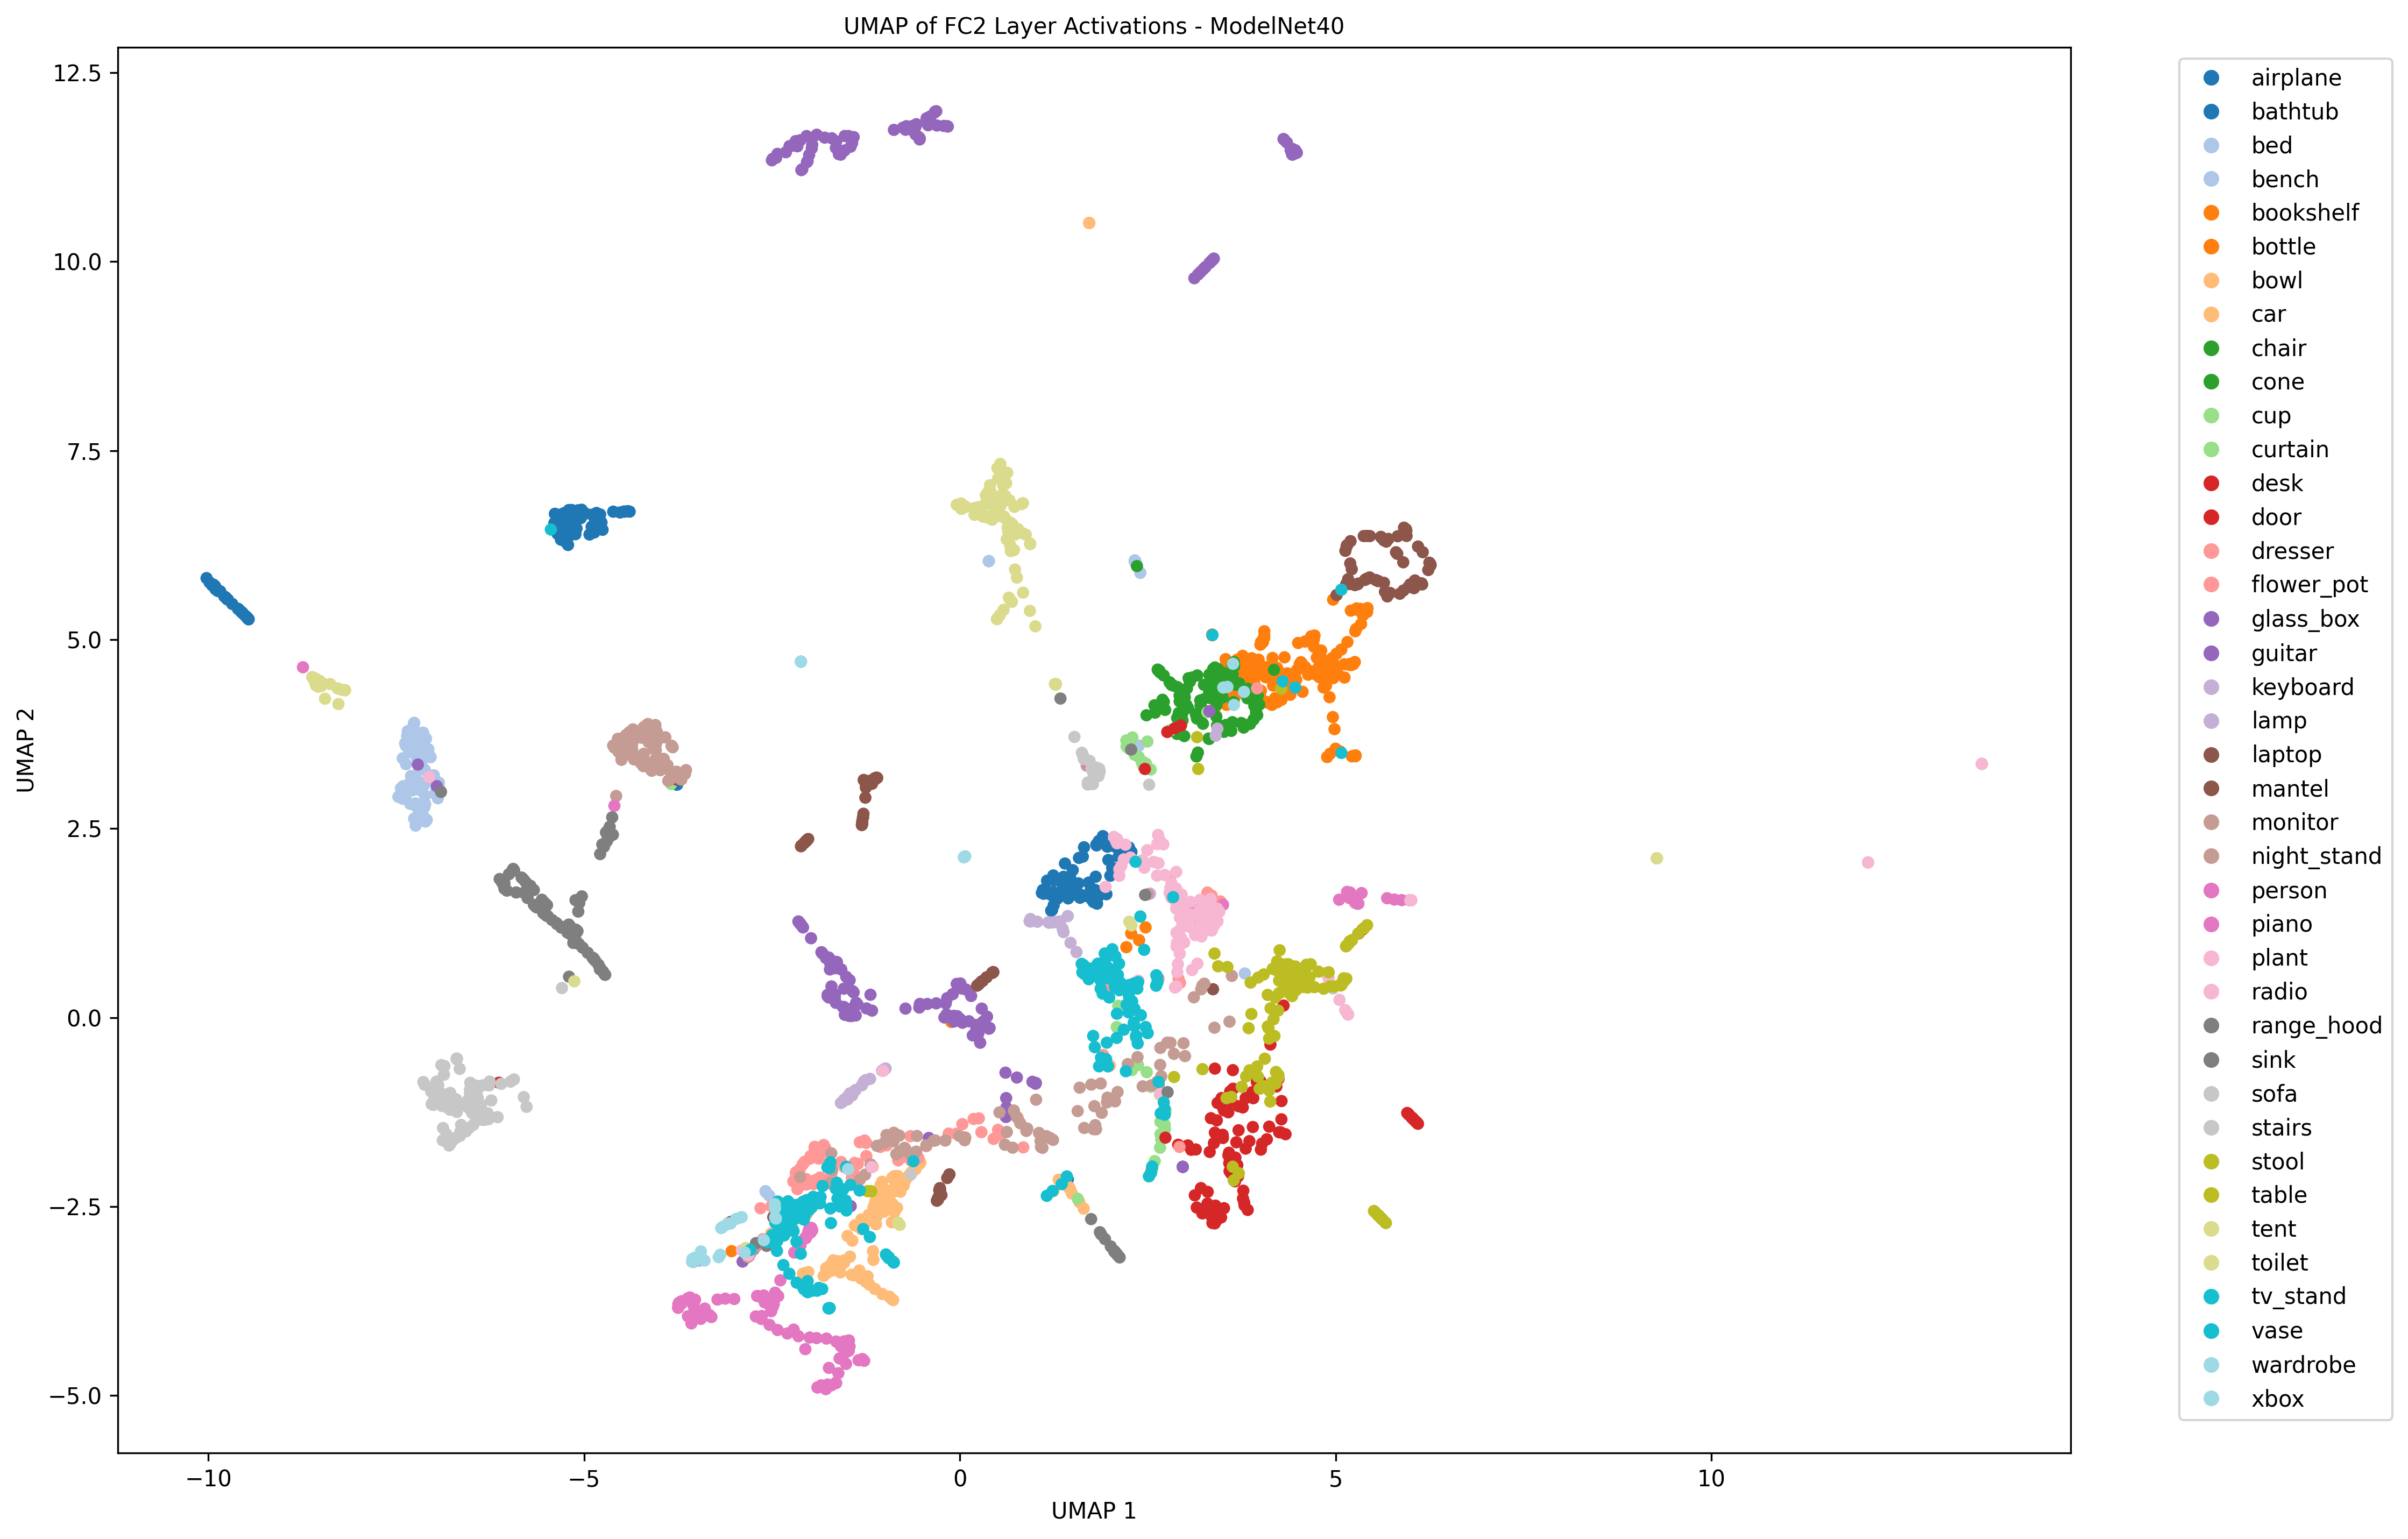 UMAP of FC2 Layer Activations - ModelNet40
12.5
10.0
7.5
5.0
2.5
0.0
−2.5
−5.0
UMAP 2
−10
−5
0
5
10
UMAP 1
airplane
bathtub
bed
bench
bookshelf
bottle
bowl
car
chair
cone
cup
curtain
desk
door
dresser
flower_pot
glass_box
guitar
keyboard
lamp
laptop
mantel
monitor
night_stand
person
piano
plant
radio
range_hood
sink
sofa
stairs
stool
table
tent
toilet
tv_stand
vase
wardrobe
xbox